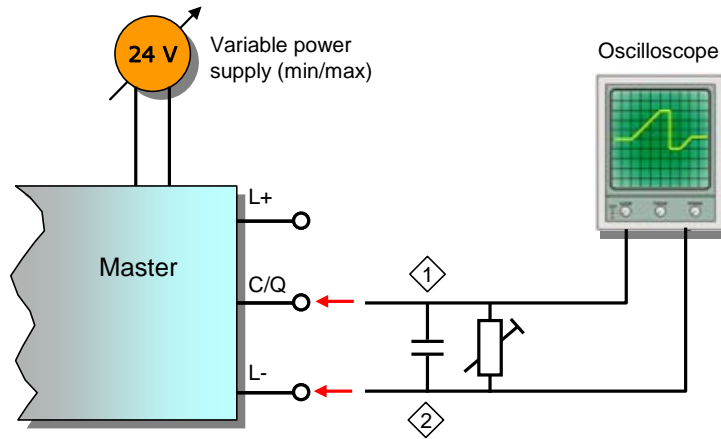 24 V
Variable power
supply (min/max)
Oscilloscope
L+
Master
C/Q
1
L-
2